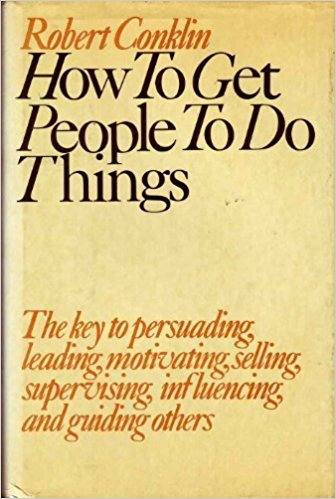 Robert Conklin
How To Get
People To Do
Things
The key to persuading,
leading, motivating, selling,
supervising, influencing,
and guiding others